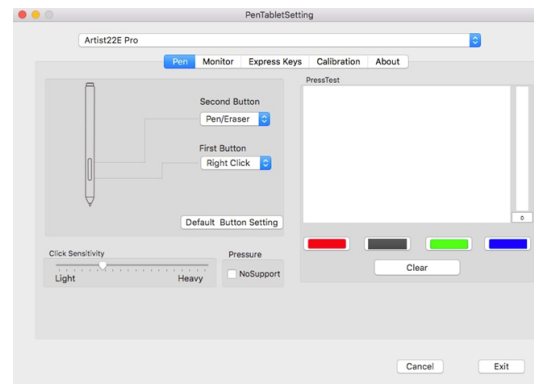 PenTabletSetting
Artist22E Pro
Pen Monitor Express Keys Calibration About
Second Button
Pen/Eraser
First Button
Right Click
Default Button Setting
Click Sensitivity
Light Heavy
Pressure
NoSupport
PressTest
0
Clear
Cancel Exit